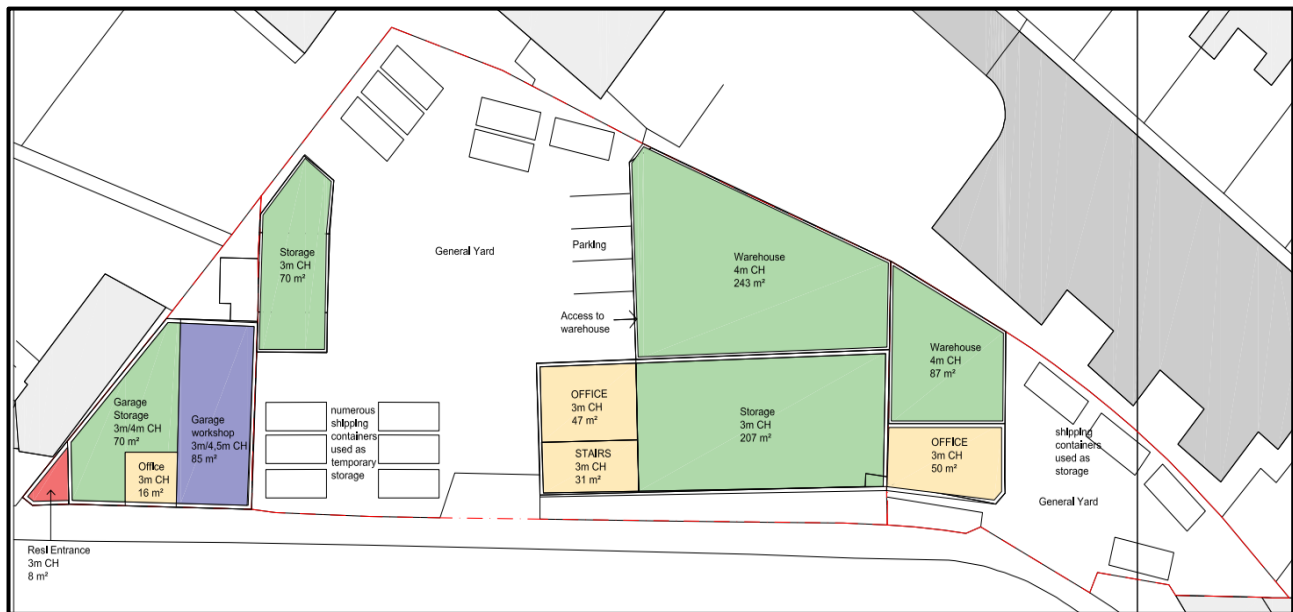 Storage
3m CH
70 m²
General Yard
Parking
Warehouse
4m CH
243 m²
Access to
warehouse
Warehouse
4m CH
87 m²
Garage
Storage
3m/4m CH
70 m²
Garage
workshop
3m/4,5m CH
85 m²
Office
3m CH
16 m²
numerous
shipping
containers
used as
temporary
storage
OFFICE
3m CH
47 m²
STAIRS
3m CH
31 m²
Storage
3m CH
207 m²
OFFICE
3m CH
50 m²
shipping
containers
used as
storage
General Yard
Resi Entrance
3m CH
8 m²